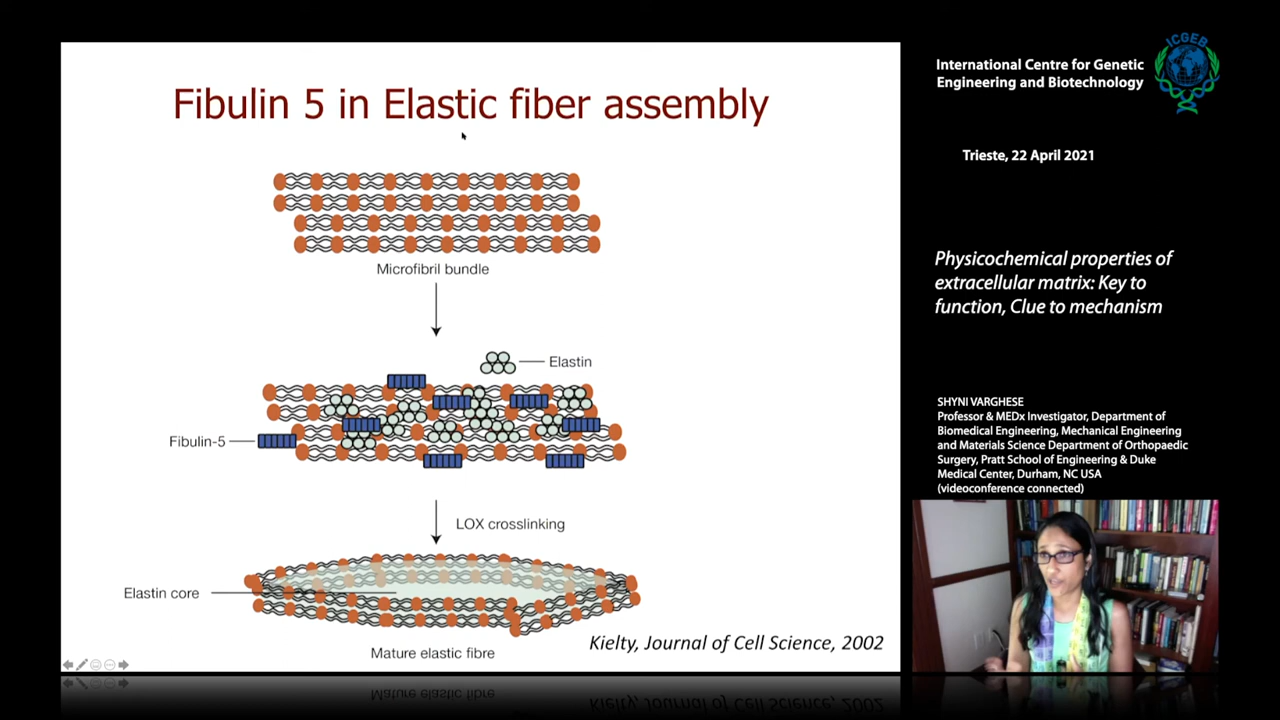 Fibulin 5 in Elastic fiber assembly
Microfibril bundle
Elastin
Fibulin-5
LOX crosslinking
Elastin core
Kielty, Journal of Cell Science, 2002
Mature elastic fibre
International Centre for Genetic
Engineering and Biotechnology
ICGEB
Trieste, 22 April 2021
Physicochemical properties of
extracellular matrix: Key to
function, Clue to mechanism
SHYNI VARGHESE
Professor & MEDx Investigator, Department of
Biomedical Engineering, Mechanical Engineering
and Materials Science Department of Orthopaedic
Surgery, Pratt School of Engineering & Duke
Medical Center, Durham, NC USA
(videoconference connected)